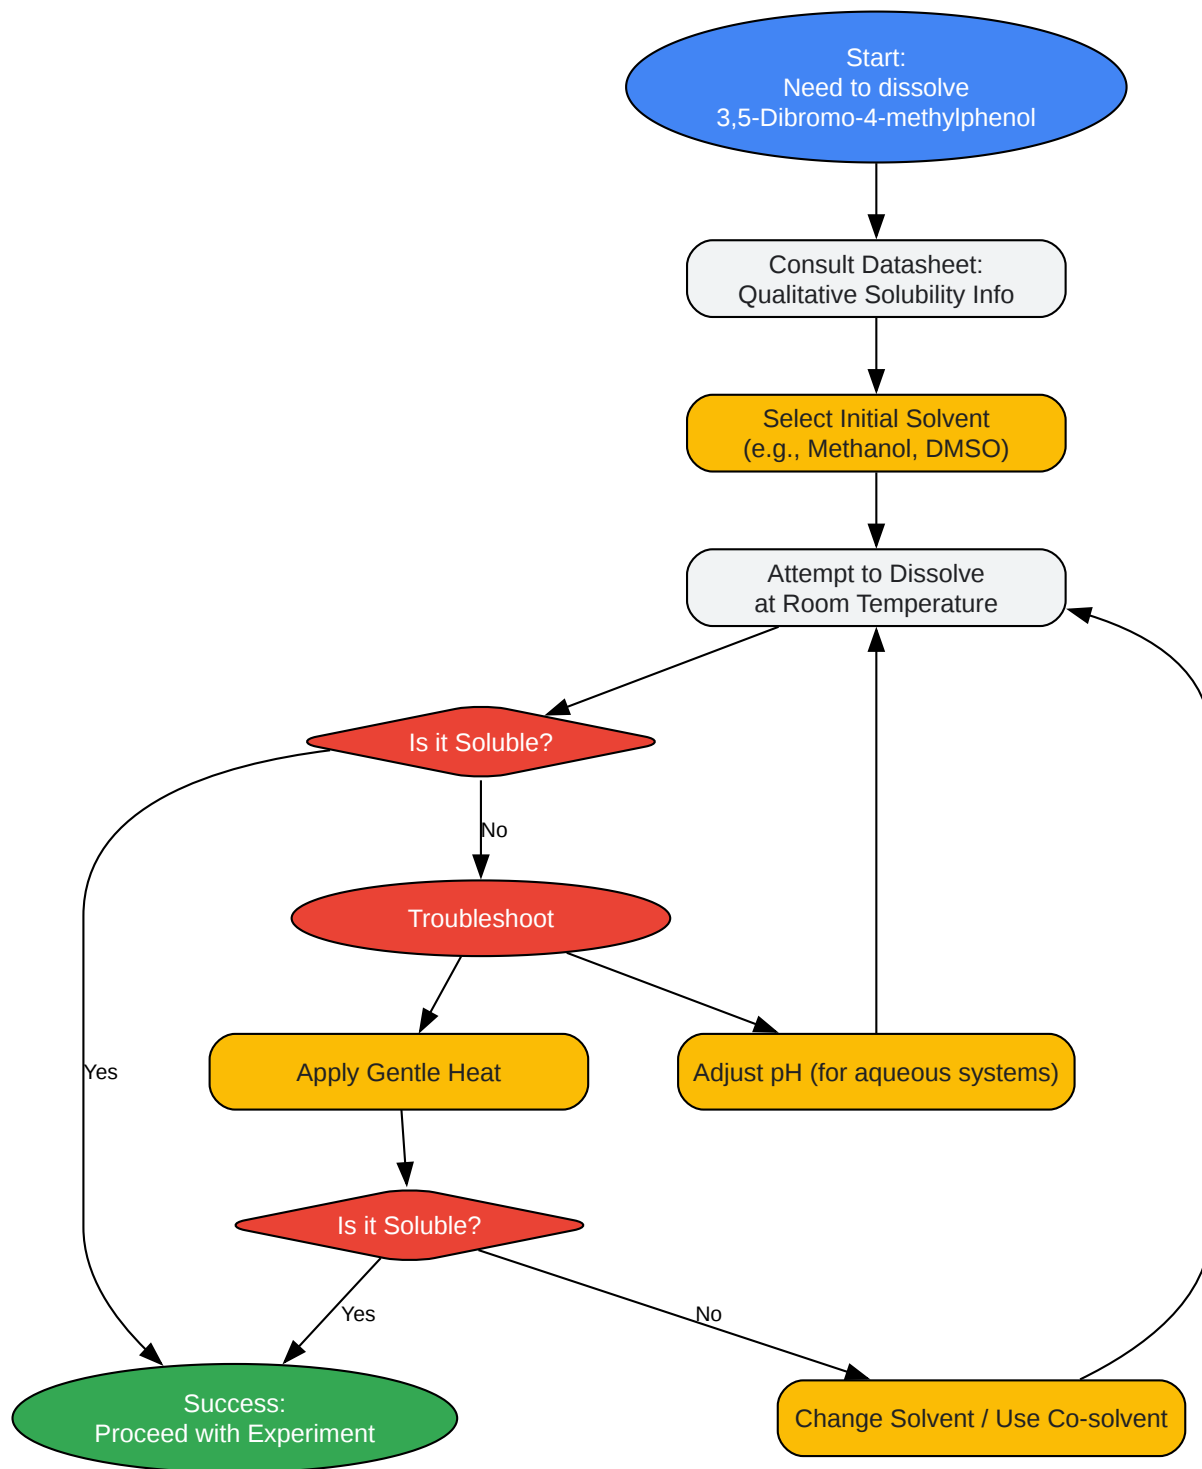 Start:
Need to dissolve
3,5-Dibromo-4-methylphenol
Consult Datasheet:
Qualitative Solubility Info
Select Initial Solvent
(e.g., Methanol, DMSO)
Attempt to Dissolve
at Room Temperature
Is it Soluble?
No
Troubleshoot
Yes
Apply Gentle Heat
Adjust pH (for aqueous systems)
Is it Soluble?
Yes
No
Success:
Proceed with Experiment
Change Solvent / Use Co-solvent